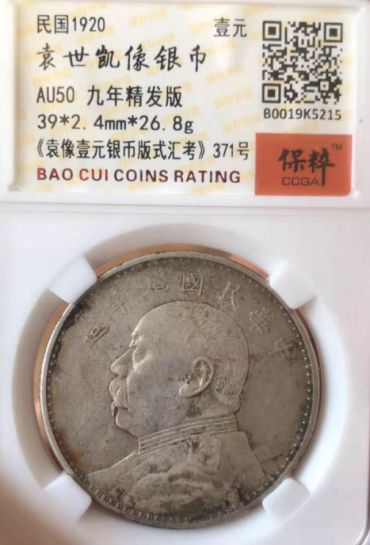 民国1920 壹元
袁世凯像银币
AU50 九年精发版
39*2.4mm*26.8g
B0019K5215
《袁像壹元银币版式汇考》371号
BAO CUI COINS RATING
保粹™
CCGA
造年九國民華中